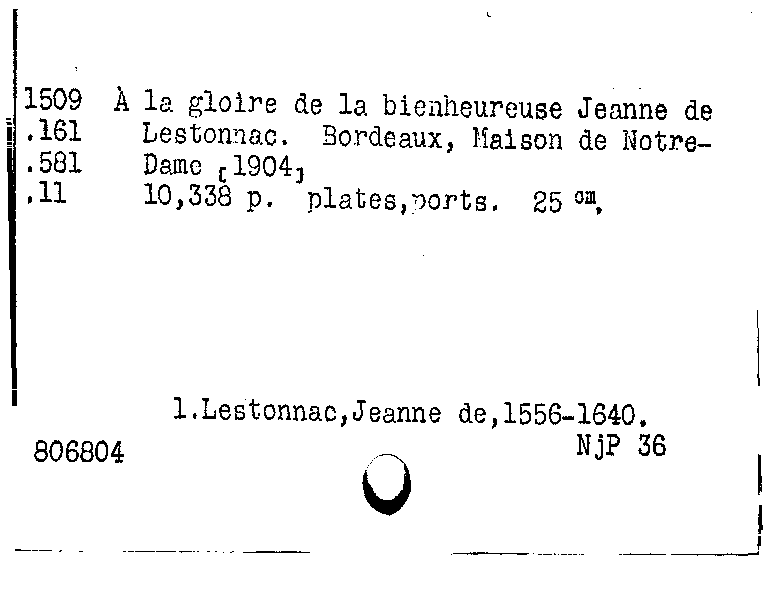 1509 À la gloire de la bienheureuse Jeanne de
.161 Lestonnac. Bordeaux, Maison de Notre-
.581 Dame [1904]
.11 10,338 p. plates,ports. 25 cm.
1.Lestonnac,Jeanne de,1556-1640.
806804 NjP 36